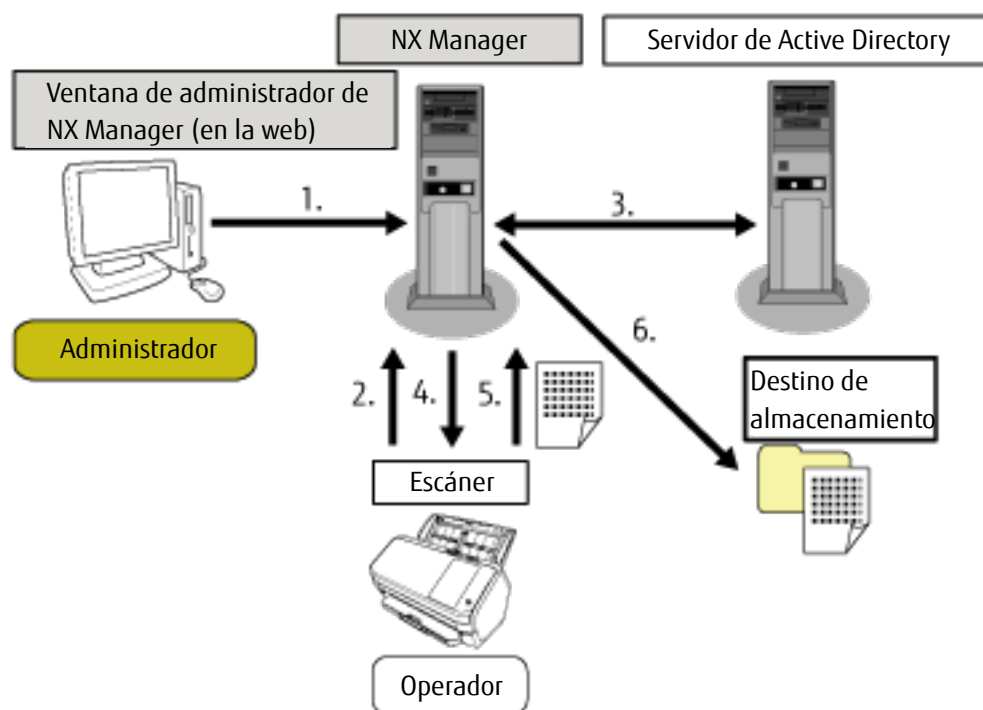 NX Manager
Servidor de Active Directory
Ventana de administrador de
NX Manager (en la web)
1.
3.
Administrador
6.
2.
4.
5.
Destino de
almacenamiento
Escáner
Operador